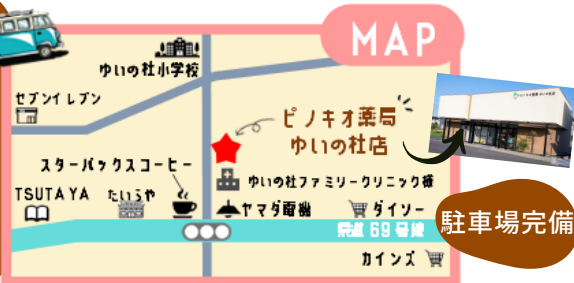 MAP
ゆいの杜小学校
セブンイレブン
ピノキオ薬局
ゆいの杜店
スターバックスコーヒー
ゆいの杜ファミリークリニック様
TSUTAYA
たいらや
ヤマダ電機
ダイソー
県道69号線
駐車場完備
カインズ